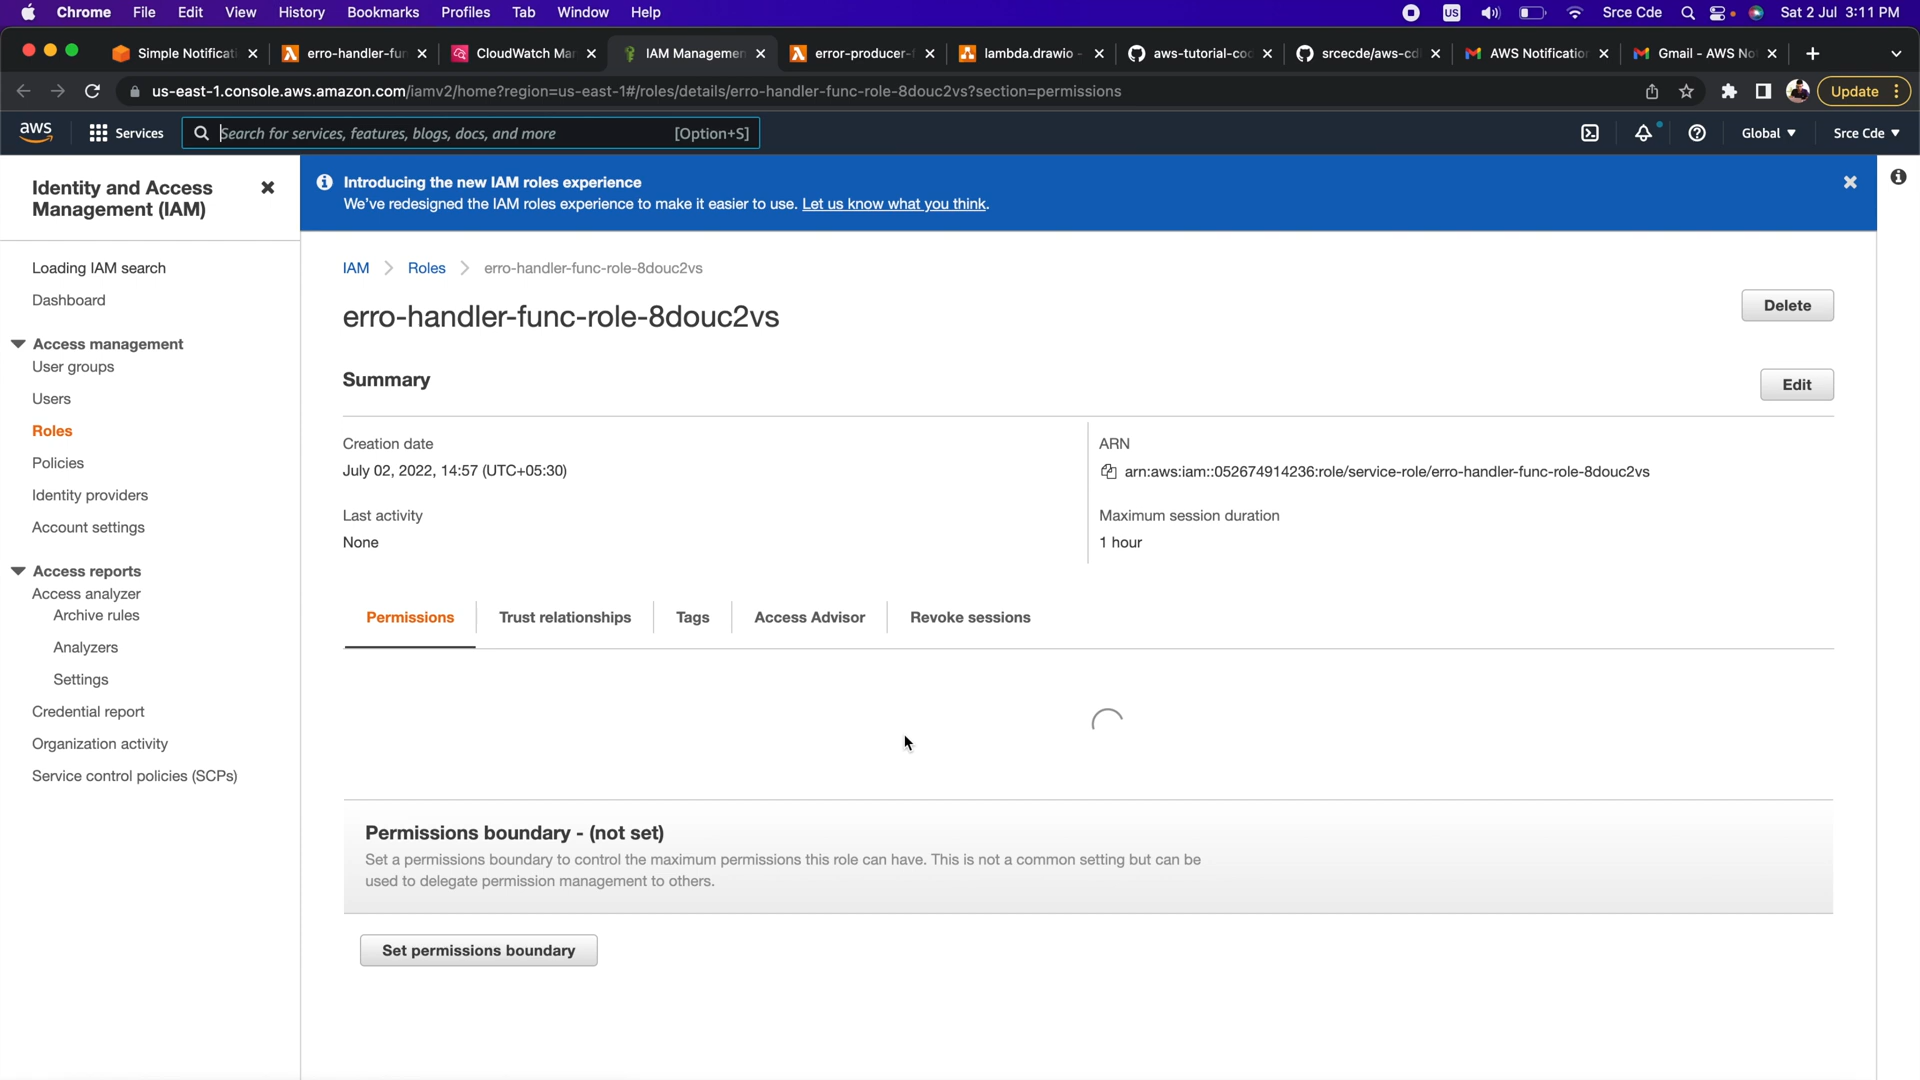 Chrome File Edit View History Bookmarks Profiles Tab Window Help US Srce Cde Sat 2 Jul 3:11 PM
Simple Notificati erro-handler-fun CloudWatch Man IAM Managemen error-producer-f lambda.drawio - aws-tutorial-cod srcecde/aws-cd AWS Notification Gmail - AWS No
us-east-1.console.aws.amazon.com/iamv2/home?region=us-east-1#/roles/details/erro-handler-func-role-8douc2vs?section=permissions Update
aws Services Search for services, features, blogs, docs, and more [Option+S] Global Srce Cde
Identity and Access
Management (IAM)
Introducing the new IAM roles experience
We've redesigned the IAM roles experience to make it easier to use. Let us know what you think.
Loading IAM search
Dashboard
Access management
User groups
Users
Roles
Policies
Identity providers
Account settings
Access reports
Access analyzer
Archive rules
Analyzers
Settings
Credential report
Organization activity
Service control policies (SCPs)
IAM Roles erro-handler-func-role-8douc2vs
erro-handler-func-role-8douc2vs Delete
Summary Edit
Creation date
July 02, 2022, 14:57 (UTC+05:30)
Last activity
None
ARN
arn:aws:iam::052674914236:role/service-role/erro-handler-func-role-8douc2vs
Maximum session duration
1 hour
Permissions Trust relationships Tags Access Advisor Revoke sessions
Permissions boundary - (not set)
Set a permissions boundary to control the maximum permissions this role can have. This is not a common setting but can be
used to delegate permission management to others.
Set permissions boundary